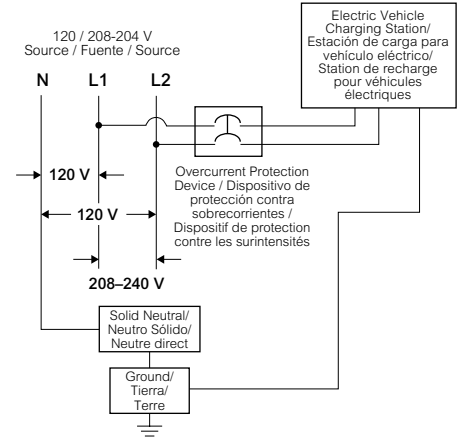 120 / 208-204 V
Source / Fuente / Source
N L1 L2
Electric Vehicle
Charging Station/
Estación de carga para
vehículo eléctrico/
Station de recharge
pour véhicules
électriques
120 V
120 V
208–240 V
Overcurrent Protection
Device / Dispositivo de
protección contra
sobrecorrientes /
Dispositif de protection
contre les surintensités
Solid Neutral/
Neutro Sólido/
Neutre direct
Ground/
Tierra/
Terre